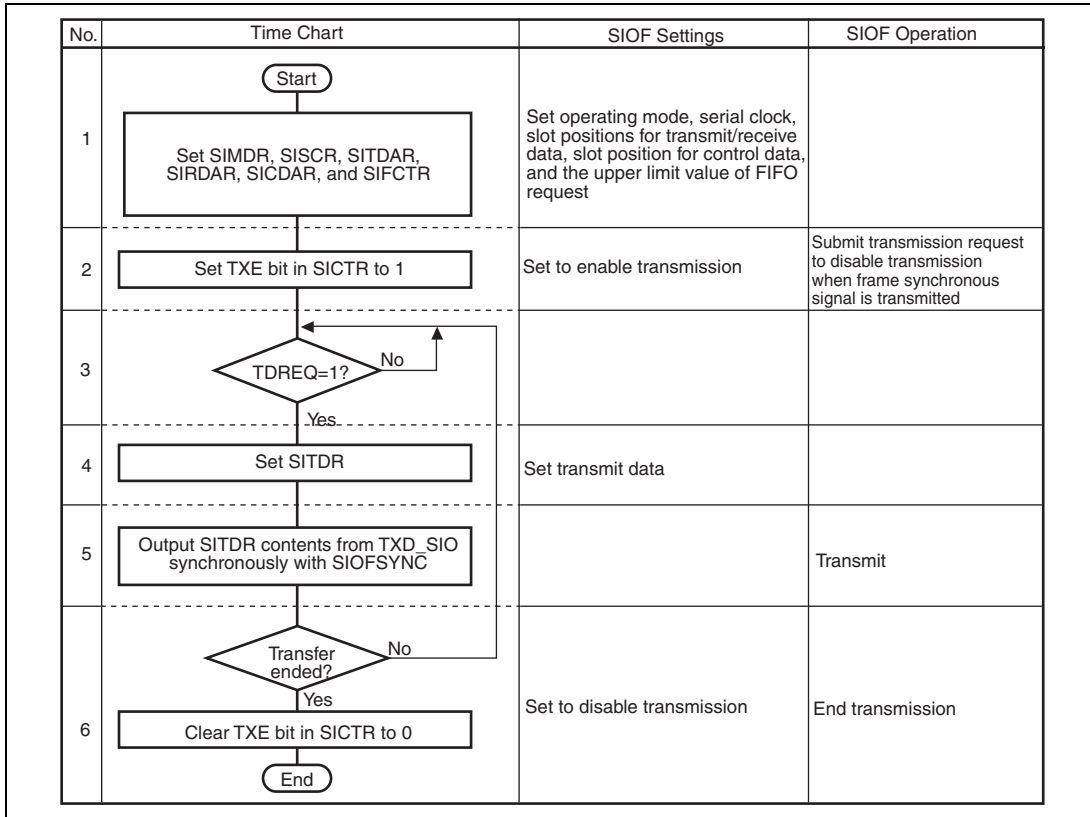 No. Time Chart SIOF Settings SIOF Operation
Start
1
Set SIMDR, SISCR, SITDAR,
SIRDAR, SICDAR, and SIFCTR
Set operating mode, serial clock,
slot positions for transmit/receive
data, slot position for control data,
and the upper limit value of FIFO
request
2
Set TXE bit in SICTR to 1
Set to enable transmission
Submit transmission request
to disable transmission
when frame synchronous
signal is transmitted
3
TDREQ=1?
No
Yes
4
Set SITDR
Set transmit data
5
Output SITDR contents from TXD_SIO
synchronously with SIOFSYNC
Transmit
6
Transfer
ended?
No
Yes
Clear TXE bit in SICTR to 0
Set to disable transmission
End transmission
End